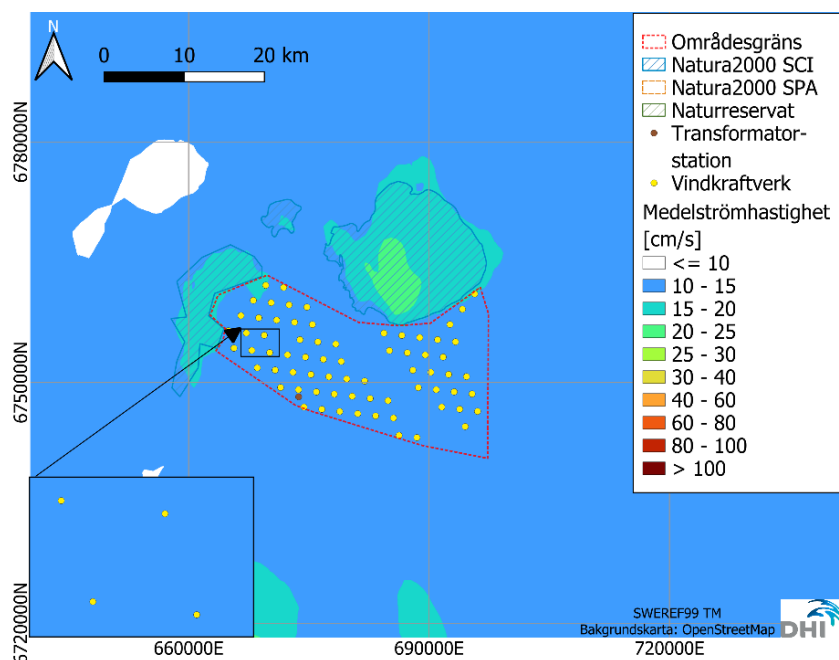 N
0 10 20 km
Områdesgräns
Natura2000 SCI
Natura2000 SPA
Naturreservat
Transformator-
station
Vindkraftverk
Medelströmhastighet
[cm/s]
<= 10
10 - 15
15 - 20
20 - 25
25 - 30
30 - 40
40 - 60
60 - 80
80 - 100
> 100
6780000N
6750000N
6720000N
660000E
690000E
720000E
SWEREF99 TM
Bakgrundskarta: OpenStreetMap
DHI